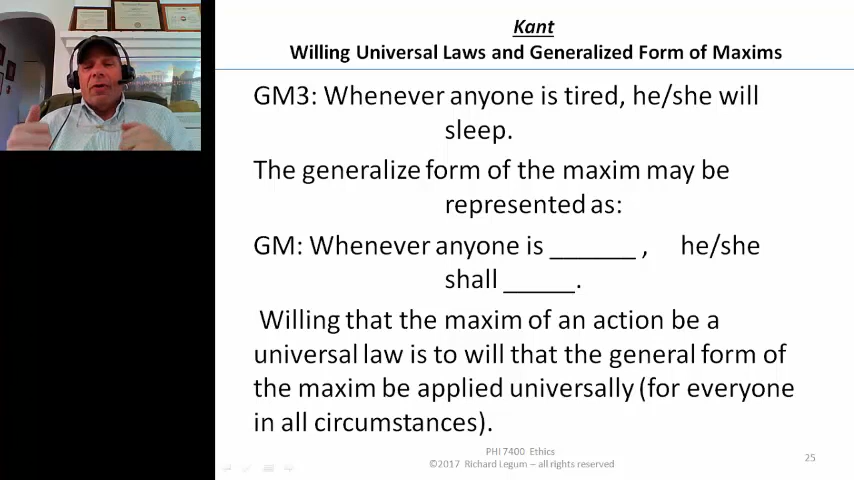 Kant
Willing Universal Laws and Generalized Form of Maxims
GM3: Whenever anyone is tired, he/she will
sleep.
The generalize form of the maxim may be
represented as:
GM: Whenever anyone is ______ , he/she
shall _____.
Willing that the maxim of an action be a
universal law is to will that the general form of
the maxim be applied universally (for everyone
in all circumstances).
PHI 7400 Ethics
©2017 Richard Legum – all rights reserved
25